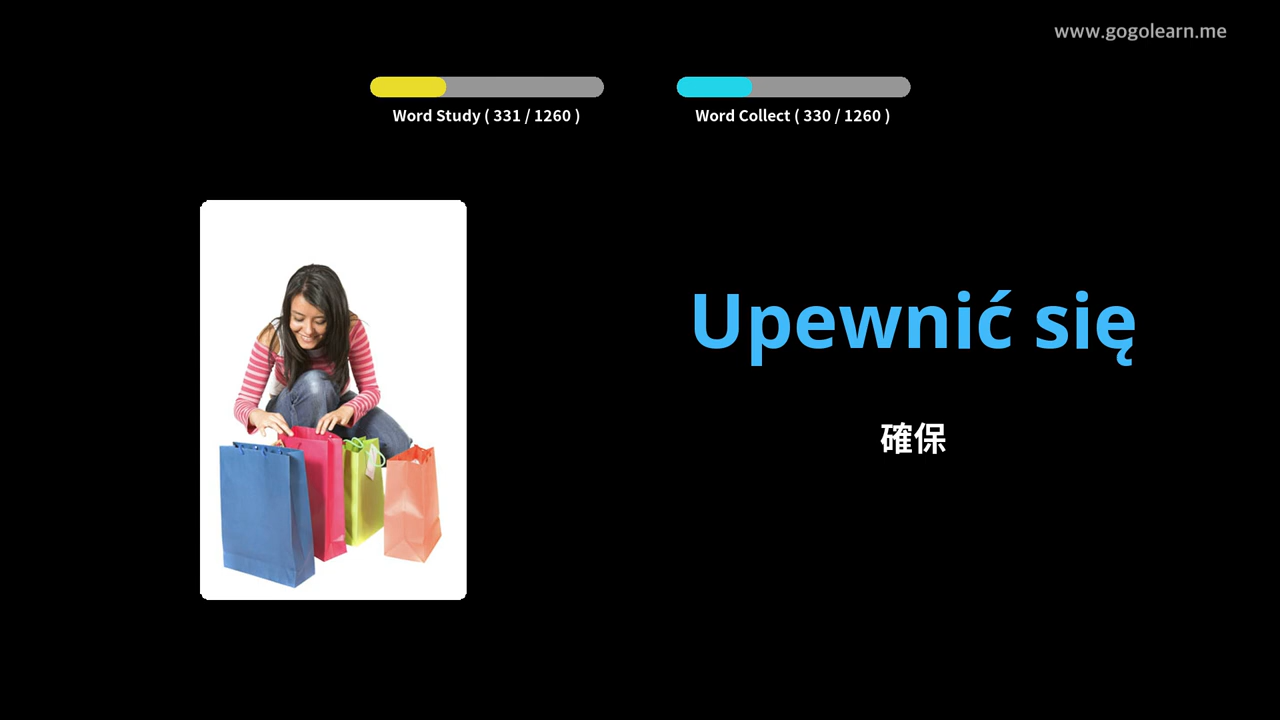 www.gogolearn.me
Word Study ( 331 / 1260 )
Word Collect ( 330 / 1260 )
Upewnić się
確保